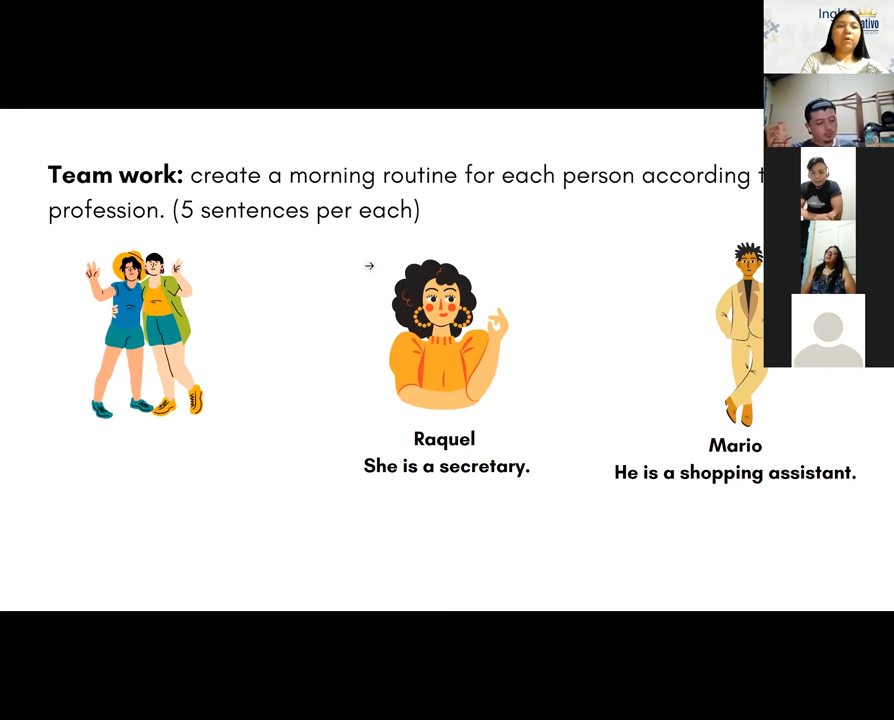 Team work: create a morning routine for each person according
profession. (5 sentences per each)
Raquel
She is a secretary.
Mario
He is a shopping assistant.